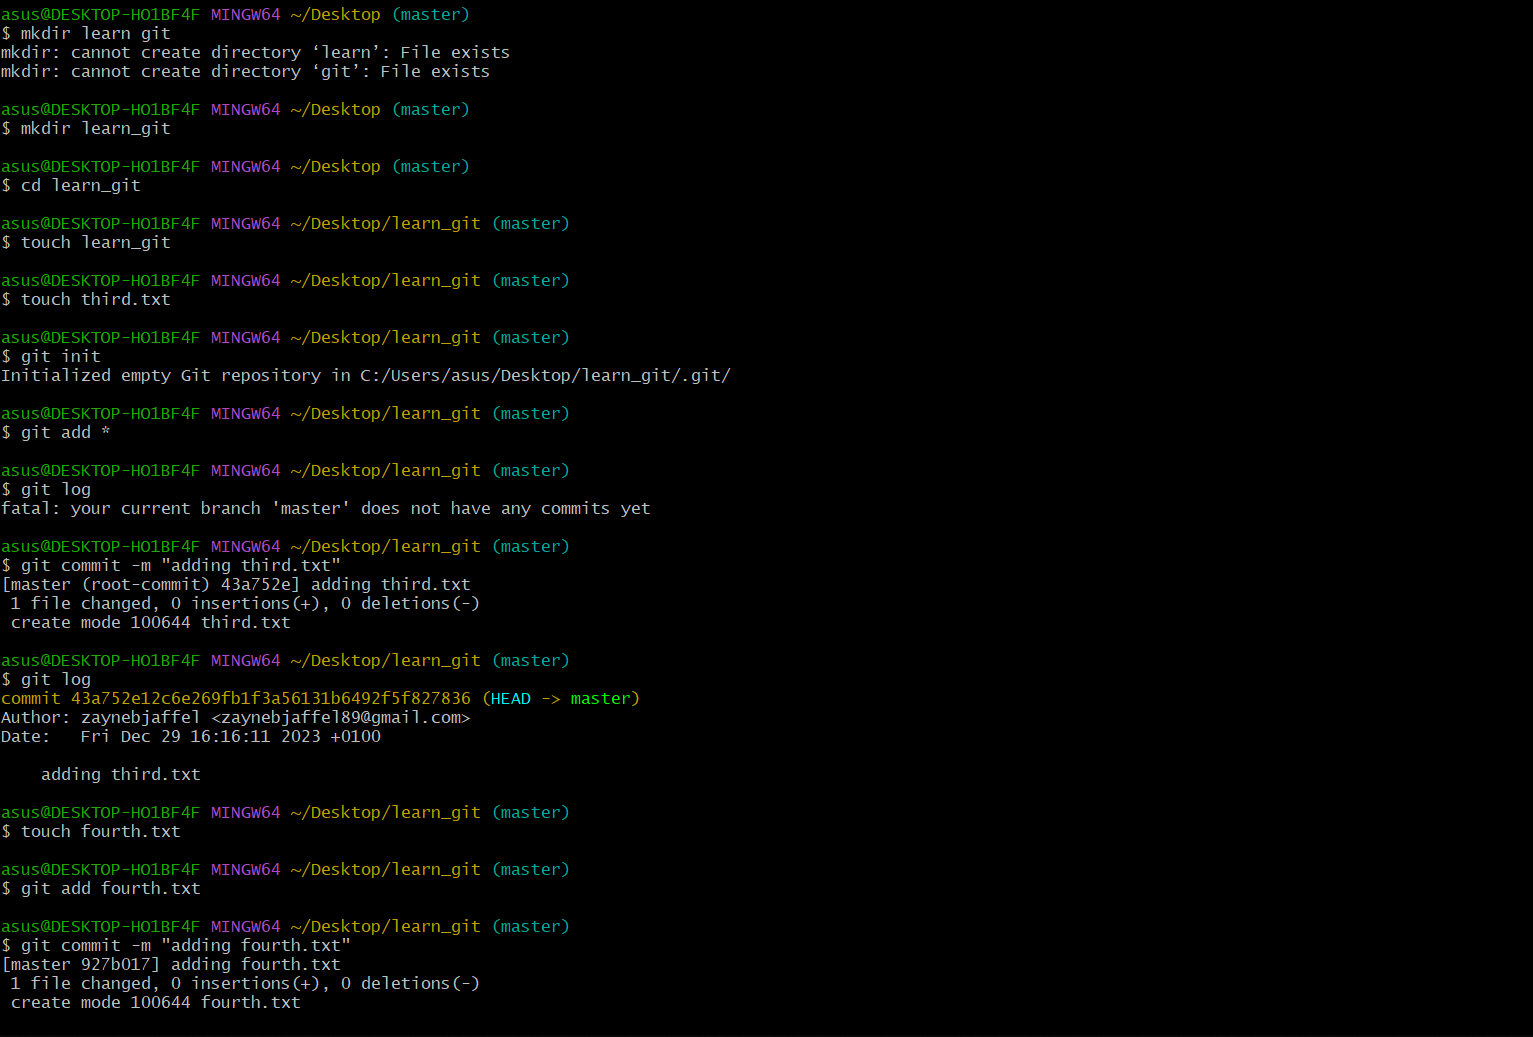 asus@DESKTOP-HO1BF4F MINGW64 ~/Desktop (master)
$ mkdir learn git
mkdir: cannot create directory ‘learn’: File exists
mkdir: cannot create directory ‘git’: File exists
asus@DESKTOP-HO1BF4F MINGW64 ~/Desktop (master)
$ mkdir learn_git
asus@DESKTOP-HO1BF4F MINGW64 ~/Desktop (master)
$ cd learn_git
asus@DESKTOP-HO1BF4F MINGW64 ~/Desktop/learn_git (master)
$ touch learn_git
asus@DESKTOP-HO1BF4F MINGW64 ~/Desktop/learn_git (master)
$ touch third.txt
asus@DESKTOP-HO1BF4F MINGW64 ~/Desktop/learn_git (master)
$ git init
Initialized empty Git repository in C:/Users/asus/Desktop/learn_git/.git/
asus@DESKTOP-HO1BF4F MINGW64 ~/Desktop/learn_git (master)
$ git add *
asus@DESKTOP-HO1BF4F MINGW64 ~/Desktop/learn_git (master)
$ git log
fatal: your current branch 'master' does not have any commits yet
asus@DESKTOP-HO1BF4F MINGW64 ~/Desktop/learn_git (master)
$ git commit -m "adding third.txt"
[master (root-commit) 43a752e] adding third.txt
 1 file changed, 0 insertions(+), 0 deletions(-)
 create mode 100644 third.txt
asus@DESKTOP-HO1BF4F MINGW64 ~/Desktop/learn_git (master)
$ git log
commit 43a752e12c6e269fb1f3a56131b6492f5f827836 (HEAD -> master)
Author: zaynebjaffel <zaynebjaffel89@gmail.com>
Date:   Fri Dec 29 16:16:11 2023 +0100
    adding third.txt
asus@DESKTOP-HO1BF4F MINGW64 ~/Desktop/learn_git (master)
$ touch fourth.txt
asus@DESKTOP-HO1BF4F MINGW64 ~/Desktop/learn_git (master)
$ git add fourth.txt
asus@DESKTOP-HO1BF4F MINGW64 ~/Desktop/learn_git (master)
$ git commit -m "adding fourth.txt"
[master 927b017] adding fourth.txt
 1 file changed, 0 insertions(+), 0 deletions(-)
 create mode 100644 fourth.txt